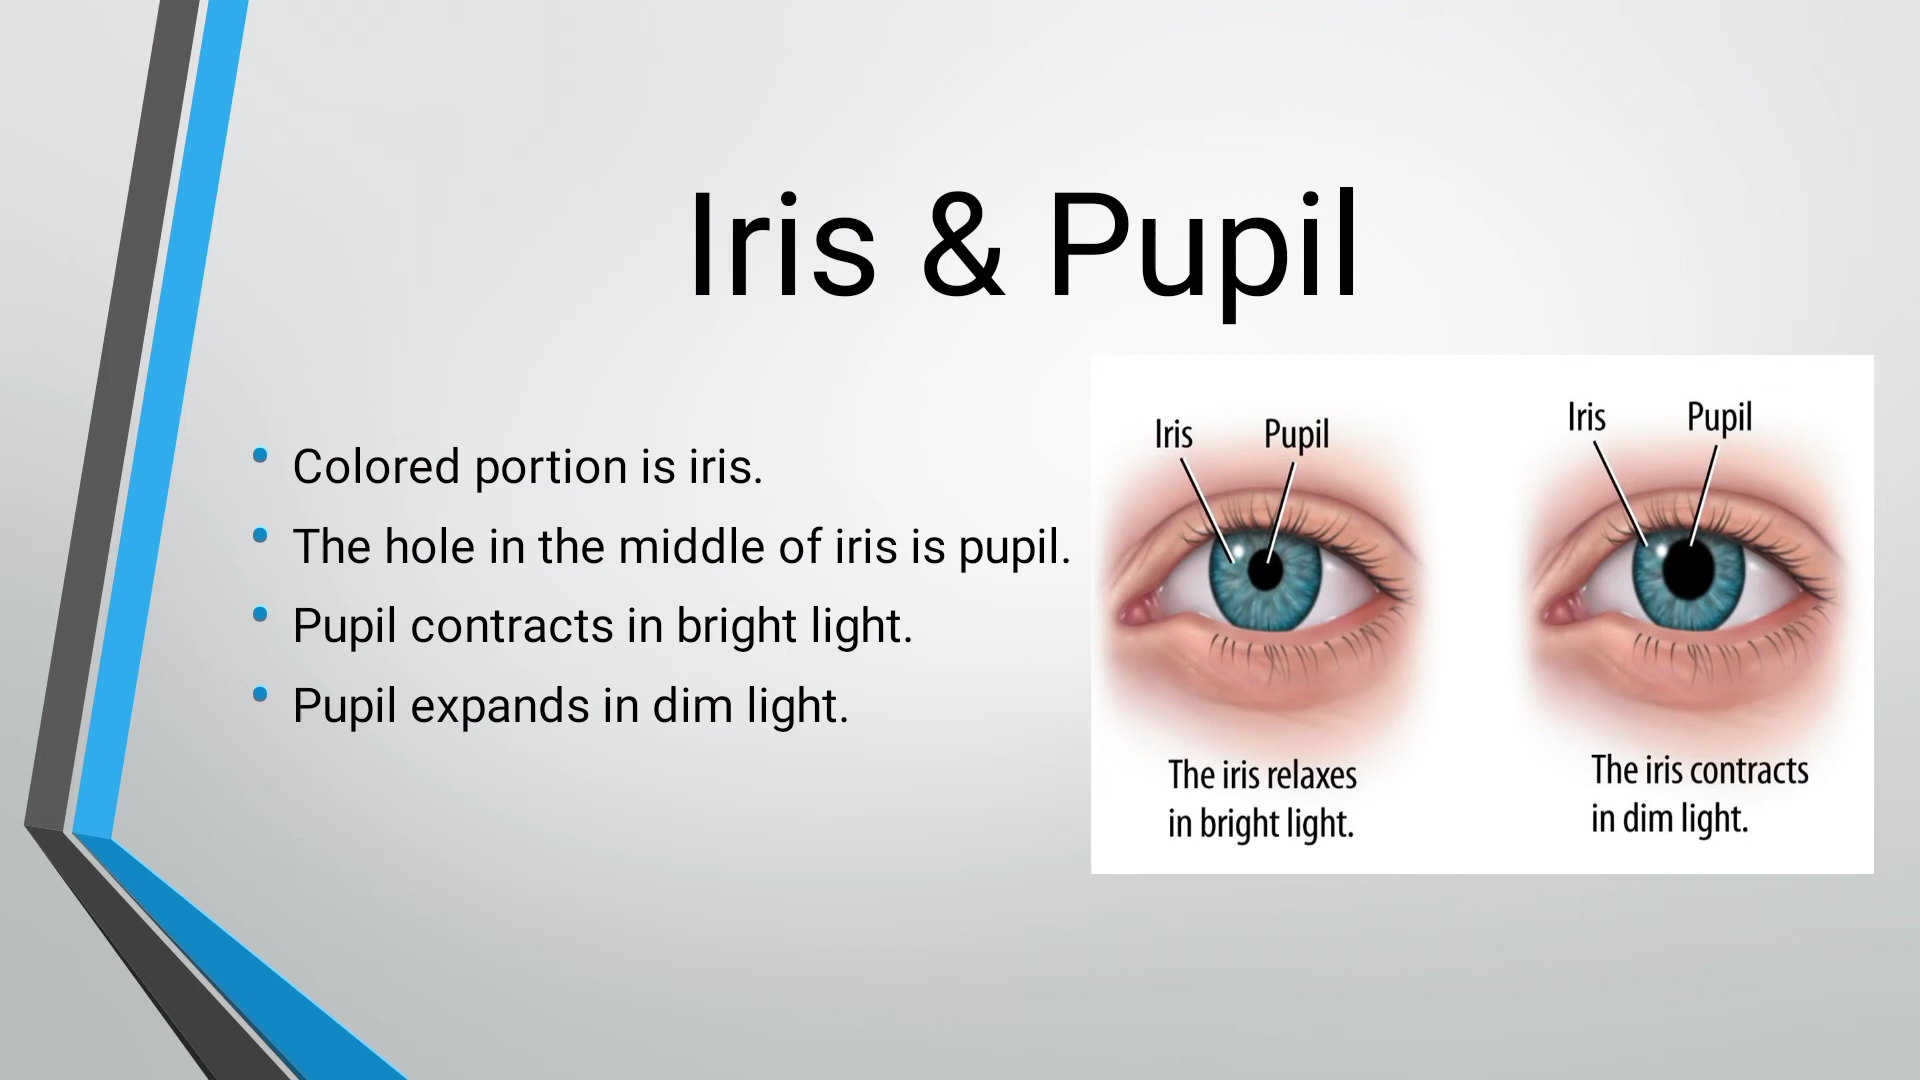 Iris & Pupil
Colored portion is iris.
The hole in the middle of iris is pupil.
Pupil contracts in bright light.
Pupil expands in dim light.
Iris Pupil
The iris relaxes
in bright light.
Iris Pupil
The iris contracts
in dim light.